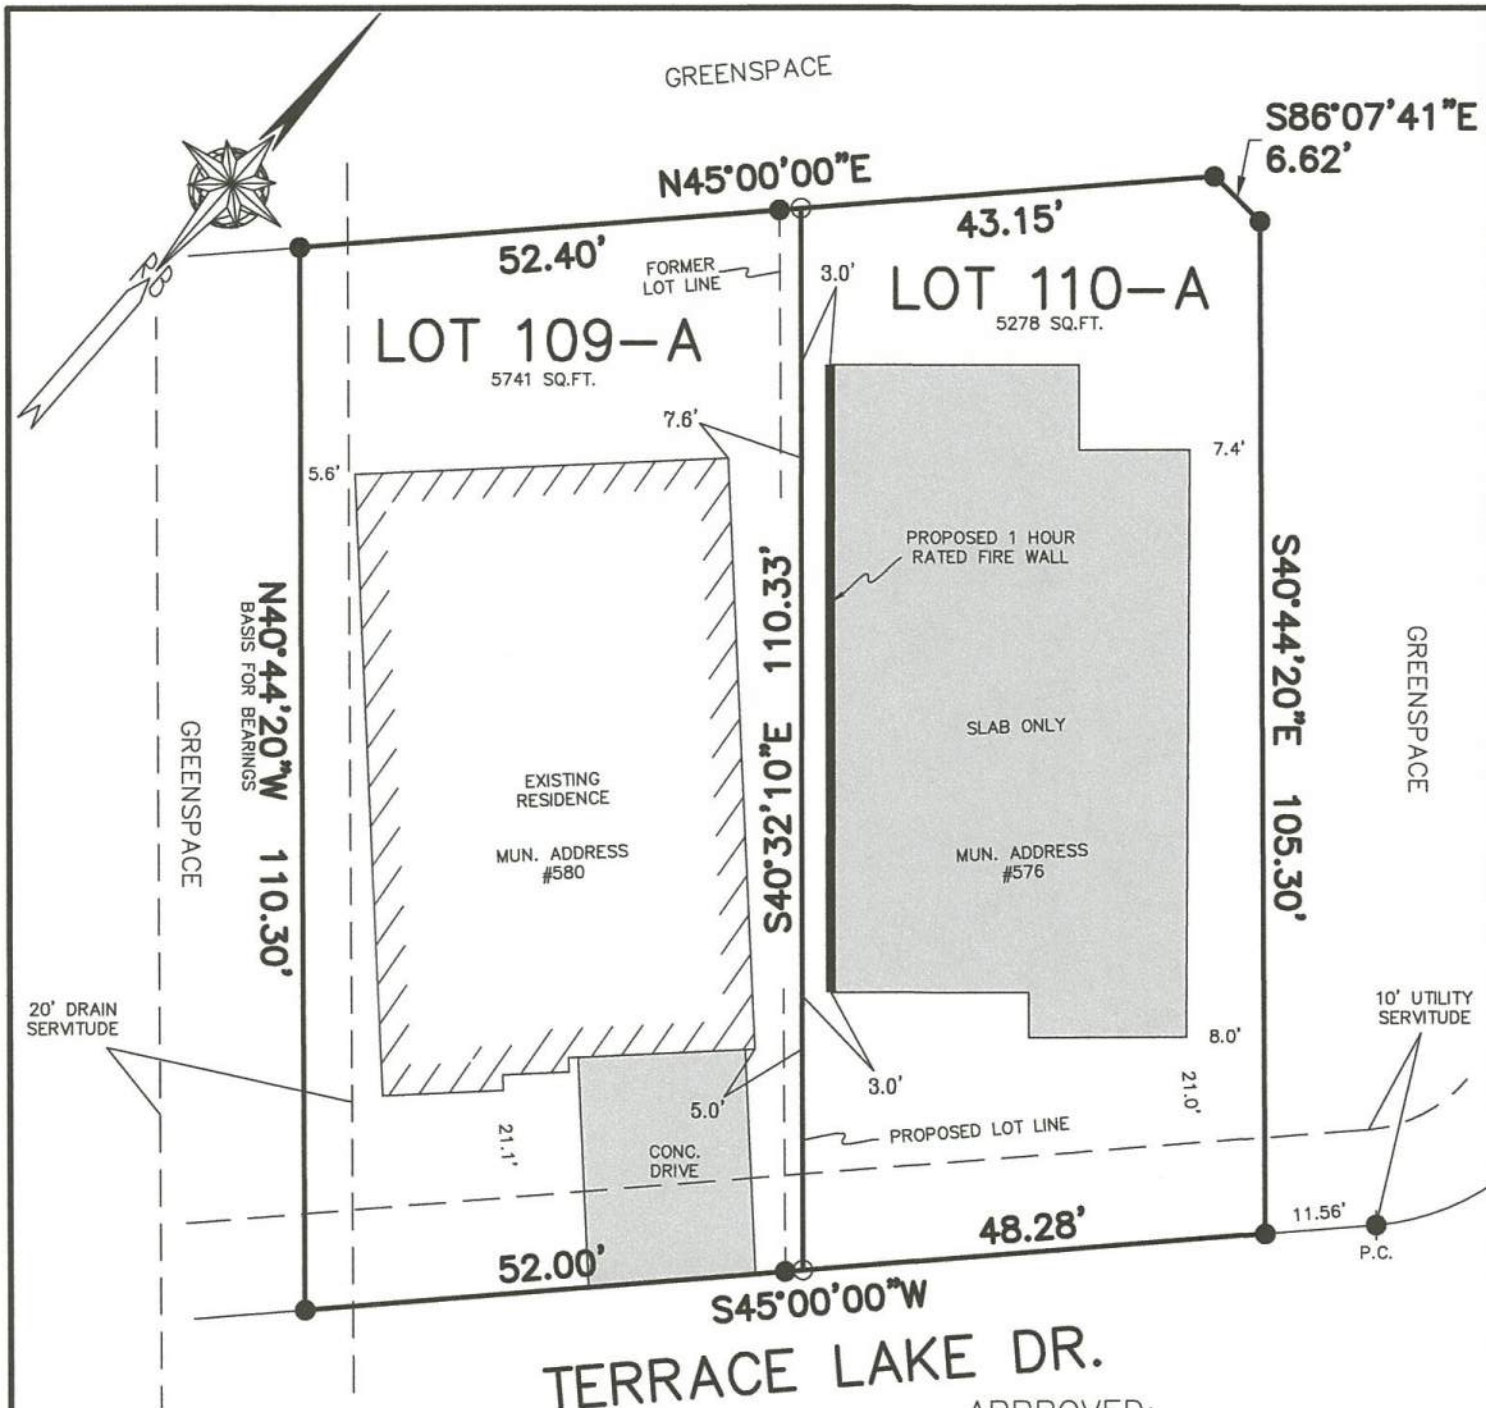 GREENSPACE
S86°07'41"E
6.62'
N45°00'00"E
52.40'
43.15'
FORMER
LOT LINE
3.0'
LOT 109-A
5741 SQ.FT.
LOT 110-A
5278 SQ.FT.
7.6'
5.6'
7.4'
PROPOSED 1 HOUR
RATED FIRE WALL
N40°44'20"W 110.30'
BASIS FOR BEARINGS
GREENSPACE
S40°32'10"E 110.33'
S40°44'20"E 105.30'
GREENSPACE
SLAB ONLY
EXISTING
RESIDENCE
MUN. ADDRESS
#580
MUN. ADDRESS
#576
20' DRAIN
SERVITUDE
10' UTILITY
SERVITUDE
8.0'
3.0'
5.0'
21.0'
21.1'
PROPOSED LOT LINE
CONC.
DRIVE
52.00'
48.28'
11.56'
P.C.
S45°00'00"W
TERRACE LAKE DR.
APPROVED: